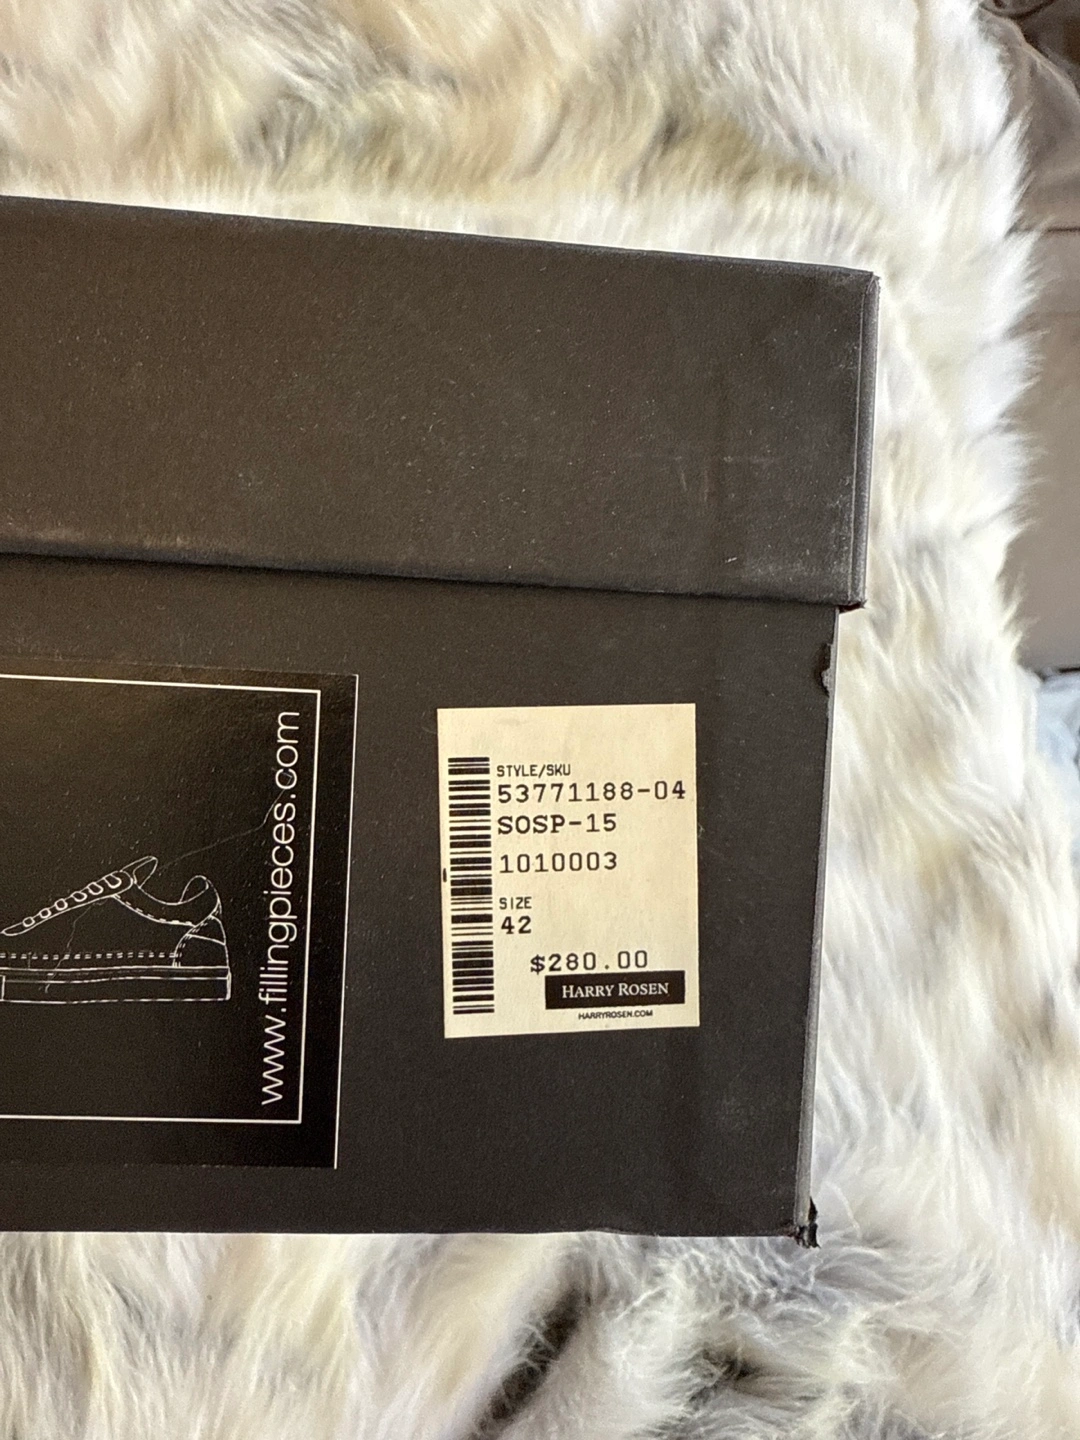 www.fillingpieces.com
STYLE/SKU
53771188-04
SOSP-15
1010003
SIZE
42
$280.00
HARRY ROSEN
HARRYROSEN.COM